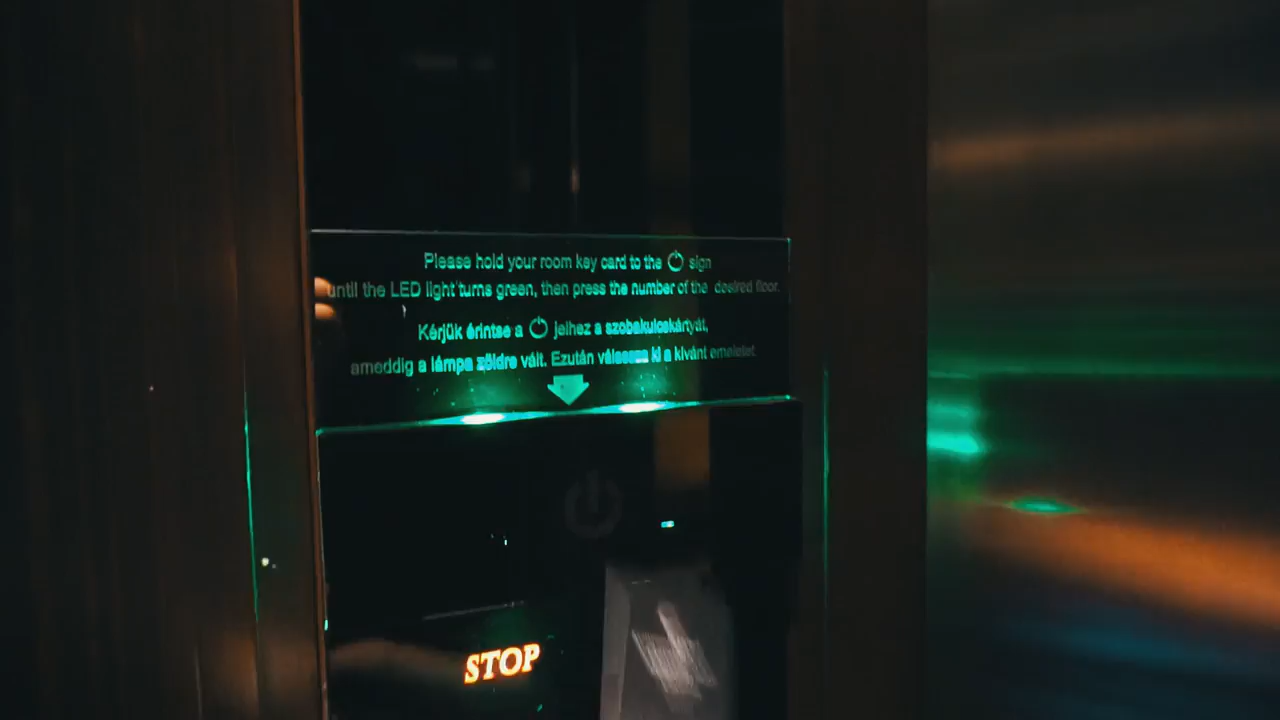 Please hold your room key card to the sign
until the LED light turns green, then press the number of the desired floor.
Kérjük érintse a jelhez a szobakulcskártyát,
ameddig a lámpa zöldre vált. Ezután válassza ki a kívánt emeletet.
STOP